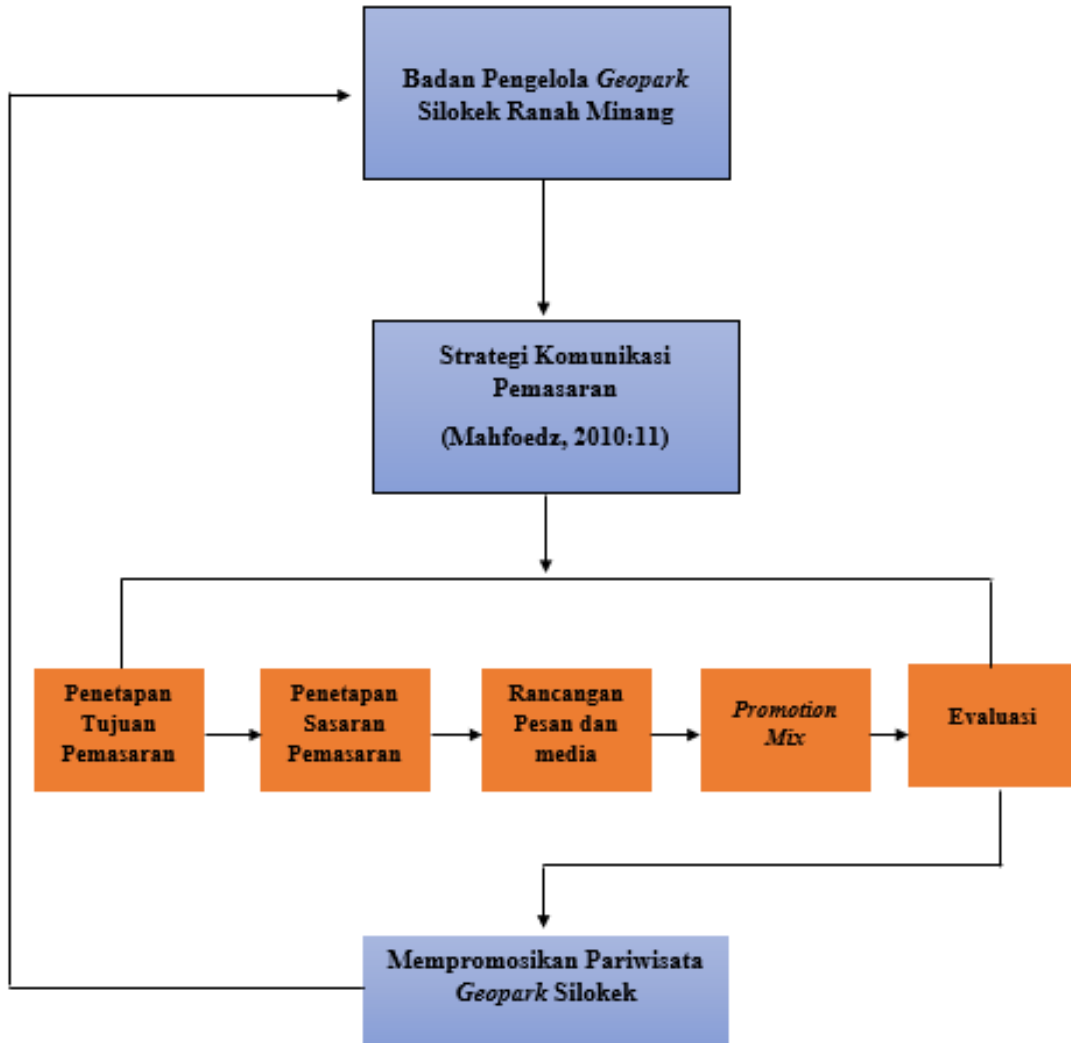 Badan Pengelola Geopark
Silokek Ranah Minang
Strategi Komunikasi
Pemasaran
(Mahfoedz, 2010:11)
Penetapan
Tujuan
Pemasaran
Penetapan
Sasaran
Pemasaran
Rancangan
Pesan dan
media
Promotion
Mix
Evaluasi
Mempromosikan Pariwisata
Geopark Silokek